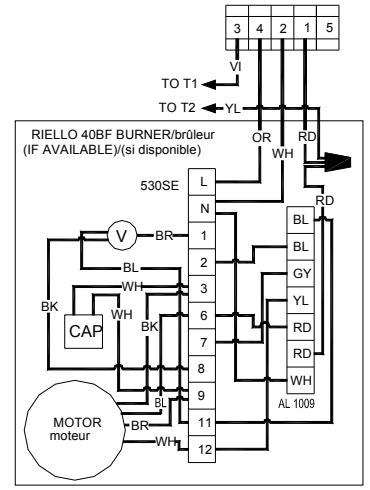 3 4 2 1 5
VI
TO T1
TO T2 YL
OR
WH
RD
RIELLO 40BF BURNER/brûleur
(IF AVAILABLE)/(si disponible)
530SE
L
N
1
2
3
6
7
8
9
11
12
RD
BL
BL
GY
YL
RD
RD
WH
AL 1009
V
BR
BL
WH
BK
WH
BK
CAP
BL
BR
WH
MOTOR
moteur